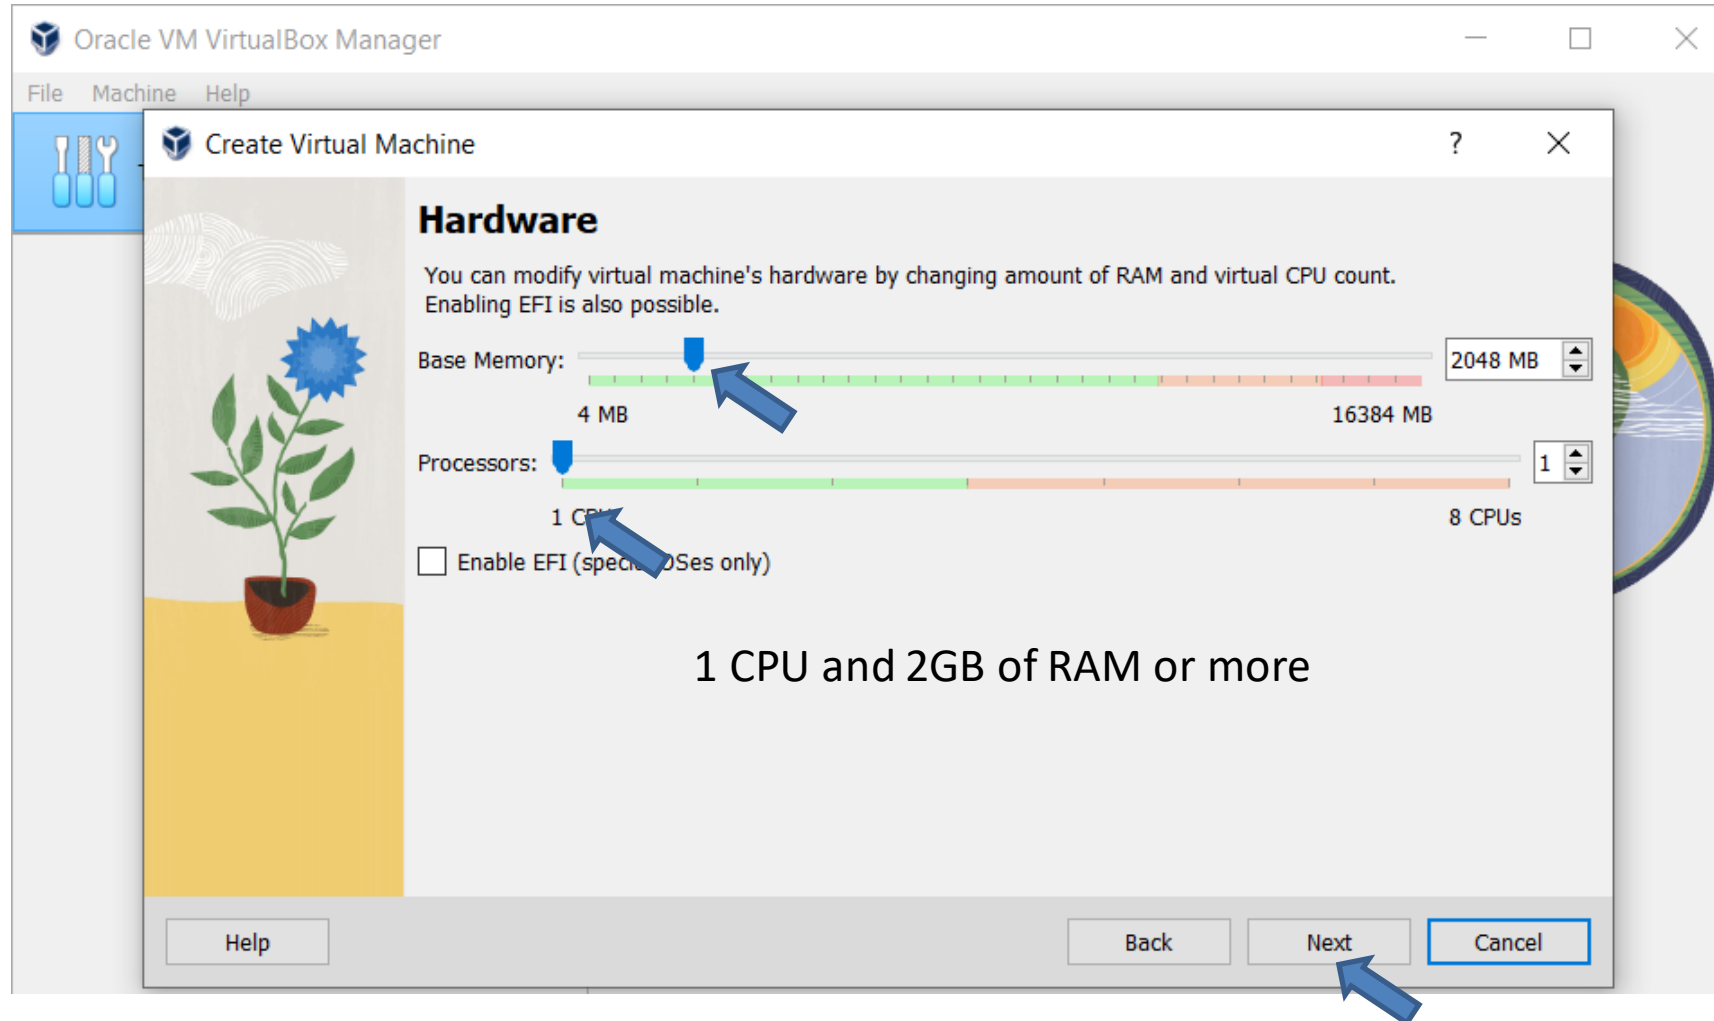 Oracle VM VirtualBox Manager
File Machine Help
Create Virtual Machine
?
Hardware
You can modify virtual machine's hardware by changing amount of RAM and virtual CPU count.
Enabling EFI is also possible.
Base Memory:
2048 MB
4 MB 16384 MB
Processors:
1
1 8 CPUs
Enable EFI (special OSes only)
1 CPU and 2GB of RAM or more
Help Back Next Cancel